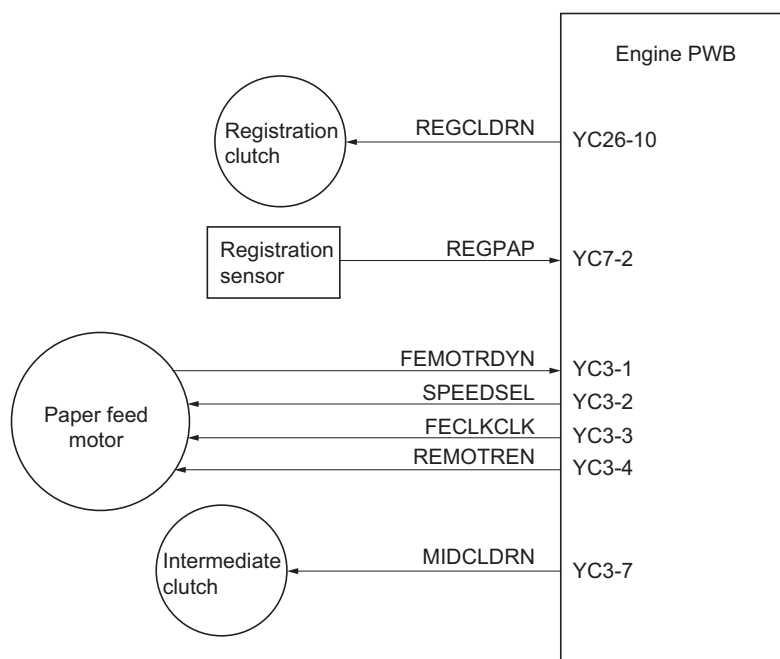 Engine PWB
Registration
clutch
REGCLDRN
YC26-10
Registration
sensor
REGPAP
YC7-2
Paper feed
motor
FEMOTRDYN
YC3-1
SPEEDSEL
YC3-2
FECLKCLK
YC3-3
REMOTREN
YC3-4
Intermediate
clutch
MIDCLDRN
YC3-7